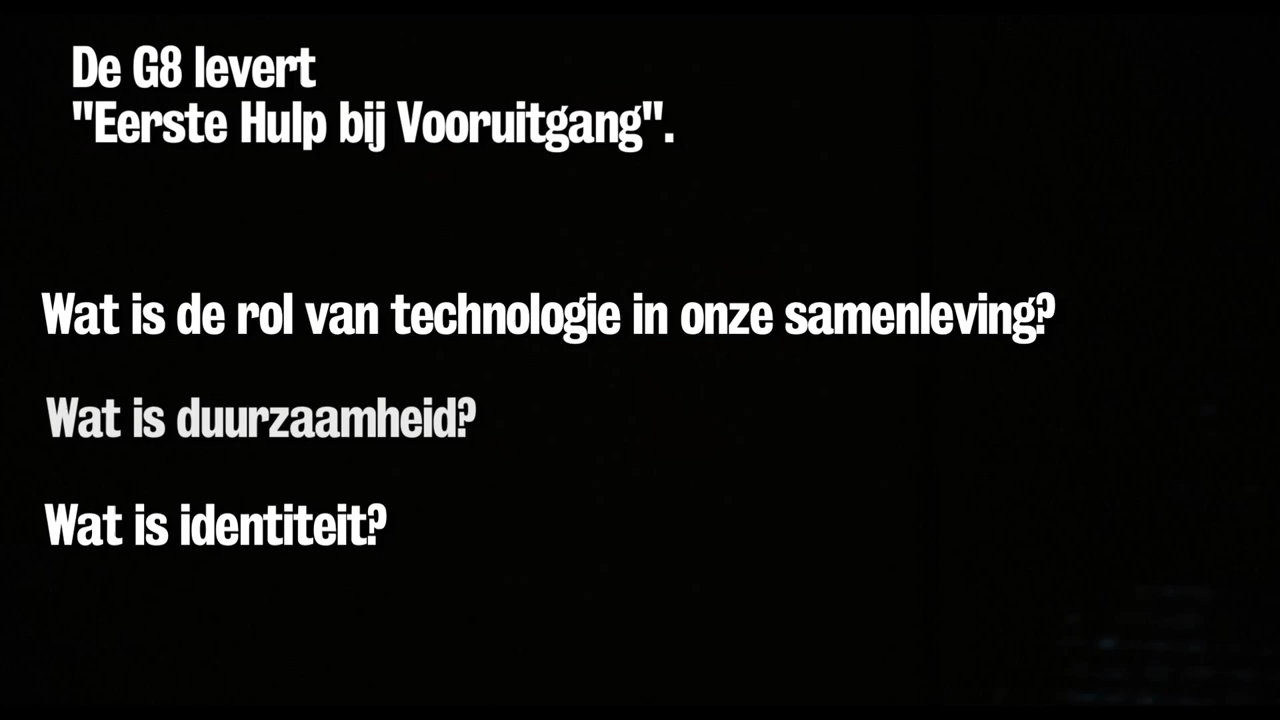 De G8 levert
"Eerste Hulp bij Vooruitgang".
Wat is de rol van technologie in onze samenleving?
Wat is duurzaamheid?
Wat is identiteit?